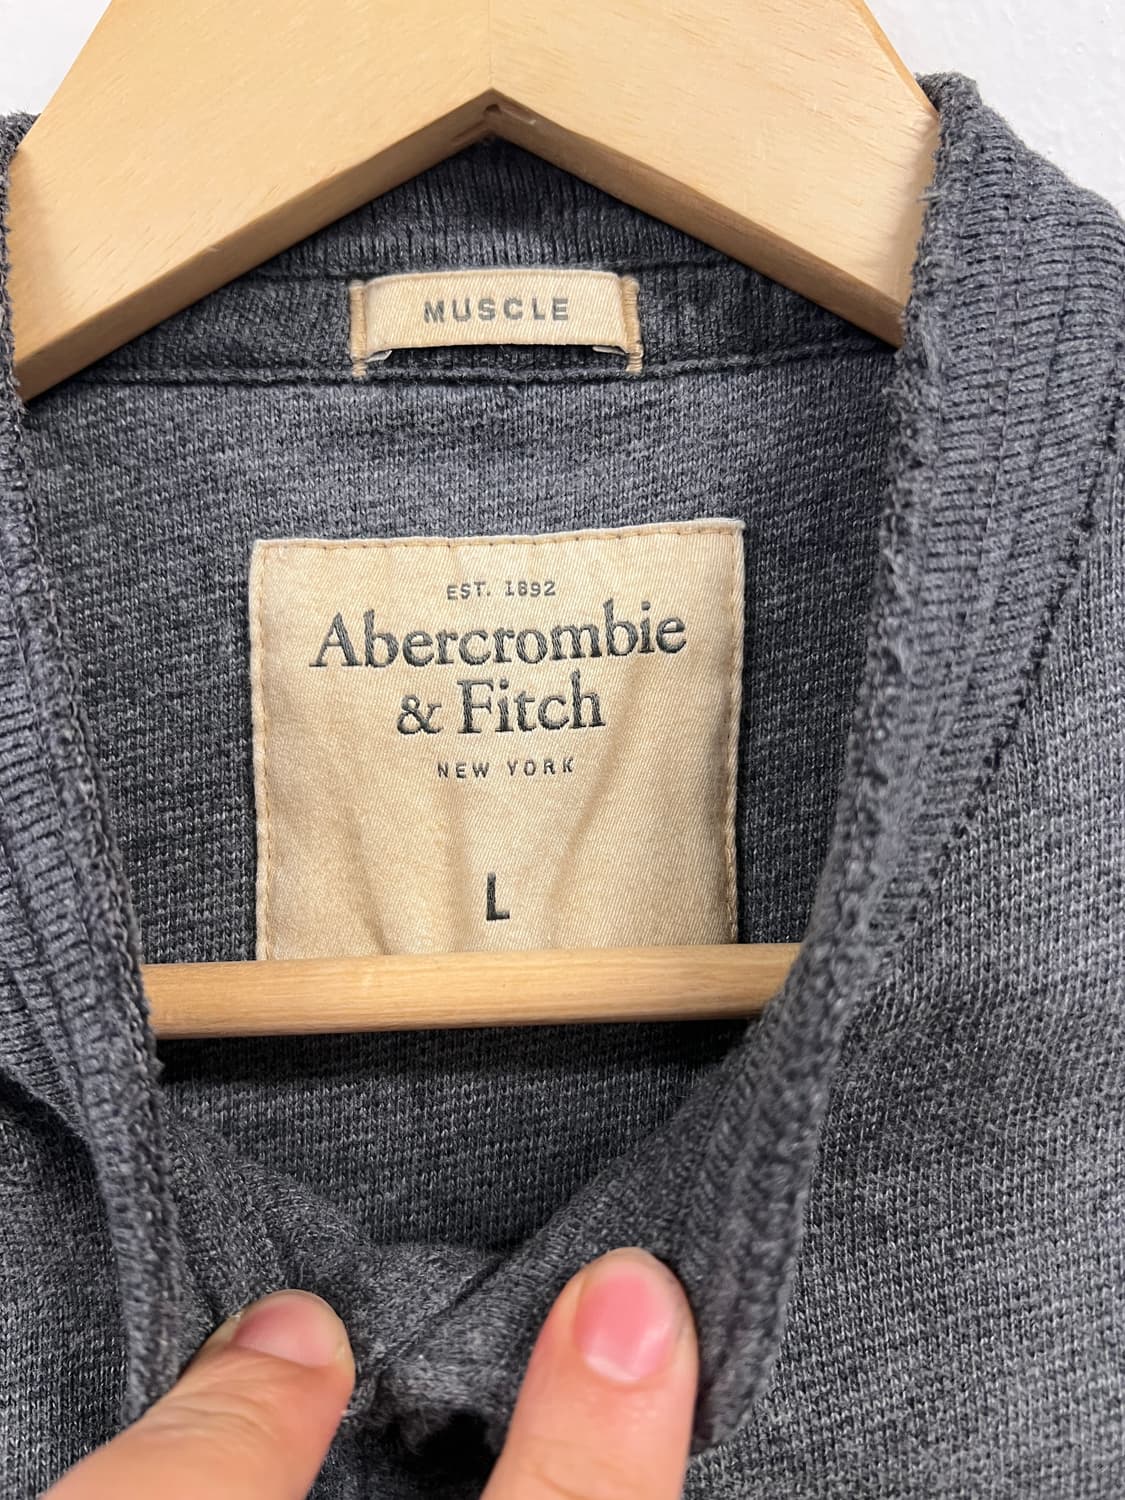 MUSCLE
EST. 1892
Abercrombie
& Fitch
NEW YORK
L